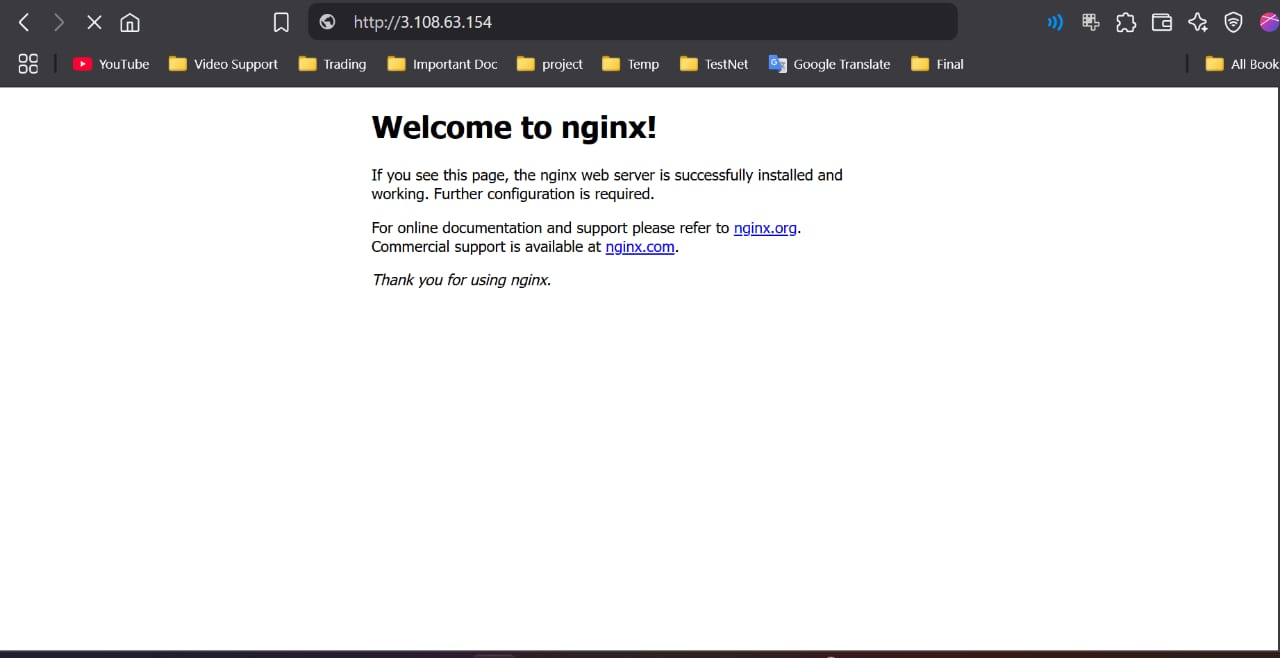 http://3.108.63.154
YouTube Video Support Trading Important Doc project Temp TestNet Google Translate Final All Book
Welcome to nginx!
If you see this page, the nginx web server is successfully installed and
working. Further configuration is required.
For online documentation and support please refer to nginx.org.
Commercial support is available at nginx.com.
Thank you for using nginx.